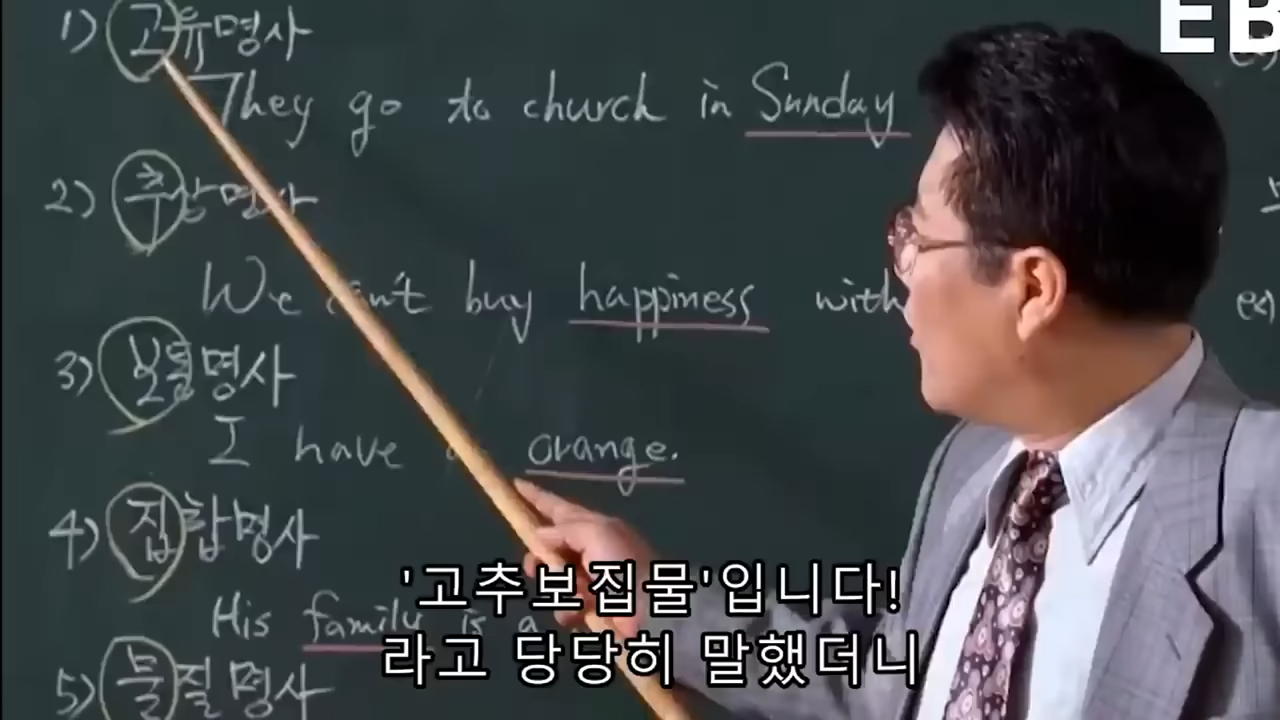 EB
1) 고유명사
They go to church in Sunday
2) 추상명사
We can't buy happiness with
3) 보통명사
I have orange.
4) 집합명사
His family is a
5) 물질명사
'고추보집물'입니다!
라고 당당히 말했더니